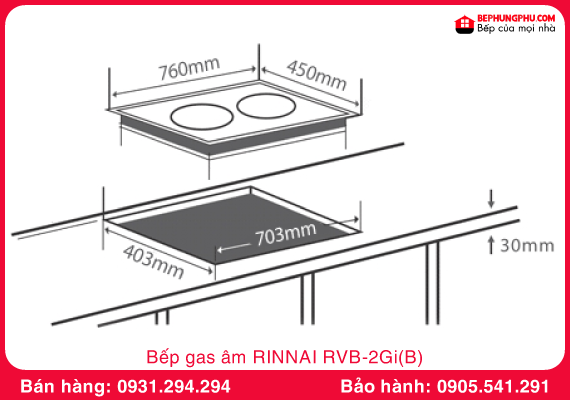 BEPHUNGPHU.COM
Bếp của mọi nhà
760mm
450mm
703mm
403mm
30mm
Bếp gas âm RINNAI RVB-2Gi(B)
Bán hàng: 0931.294.294
Bảo hành: 0905.541.291